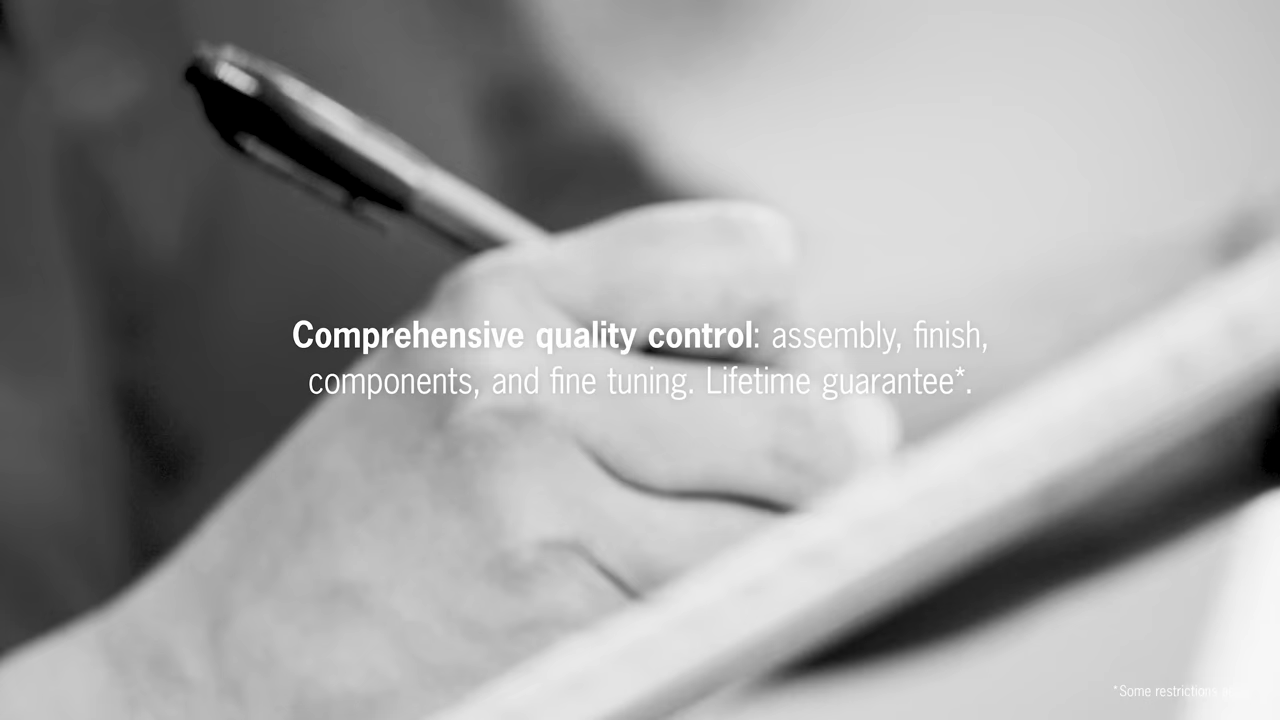 Comprehensive quality control: assembly, finish,
components, and fine tuning. Lifetime guarantee*.
*Some restrictions